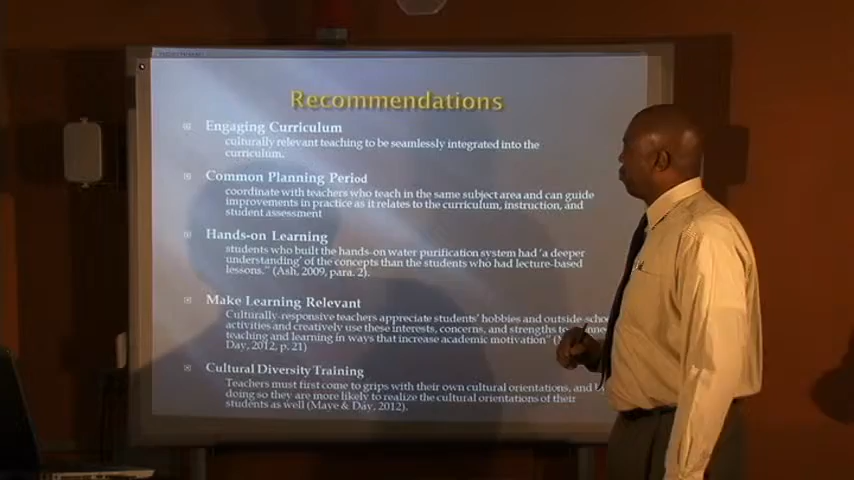 Recommendations
Engaging Curriculum
culturally relevant teaching to be seamlessly integrated into the
curriculum.
Common Planning Period
coordinate with teachers who teach in the same subject area and can guide
improvements in practice as it relates to the curriculum, instruction, and
student assessment
Hands-on Learning
students who built the hands-on water purification system had 'a deeper
understanding' of the concepts than the students who had lecture-based
lessons." (Ash, 2009, para. 2).
Make Learning Relevant
Culturally-responsive teachers appreciate students' hobbies and outside-scho
activities and creatively use these interests, concerns, and strengths
teaching and learning in ways that increase academic motivation"
Day, 2012, p. 21)
Cultural Diversity Training
Teachers must first come to grips with their own cultural orientations, and
doing so they are more likely to realize the cultural orientations of their
students as well (Maye & Day, 2012).